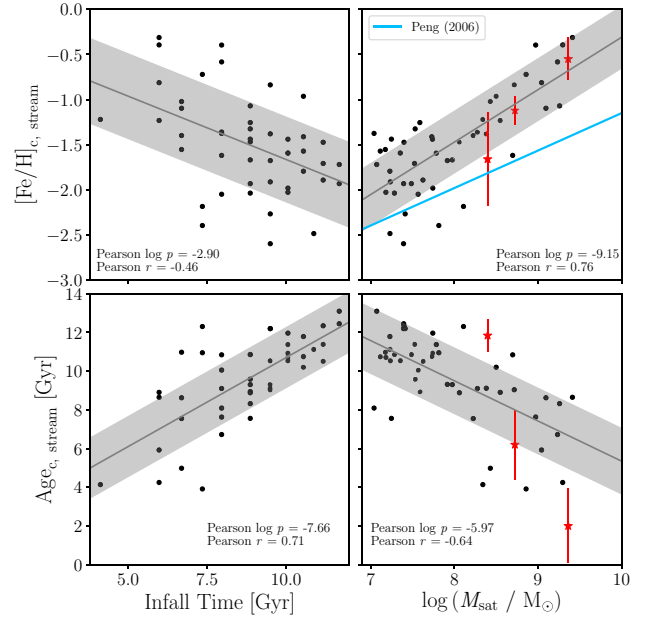 0.0
−0.5
−1.0
−1.5
−2.0
−2.5
−3.0
[Fe/H]c, stream
Pearson log p = -2.90
Pearson r = -0.46
Peng (2006)
Pearson log p = -9.15
Pearson r = 0.76
14
12
10
8
6
4
2
0
Agec, stream [Gyr]
Pearson log p = -7.66
Pearson r = 0.71
Pearson log p = -5.97
Pearson r = -0.64
5.0 7.5 10.0
Infall Time [Gyr]
7 8 9 10
log (Msat / M⊙)